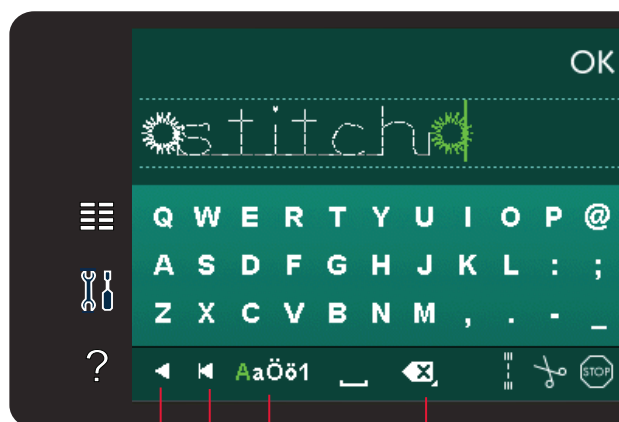 OK
stitch
Q W E R T Y U I O P @
A S D F G H J K L : ;
Z X C V B N M , . - _
? AaÖö1 STOP